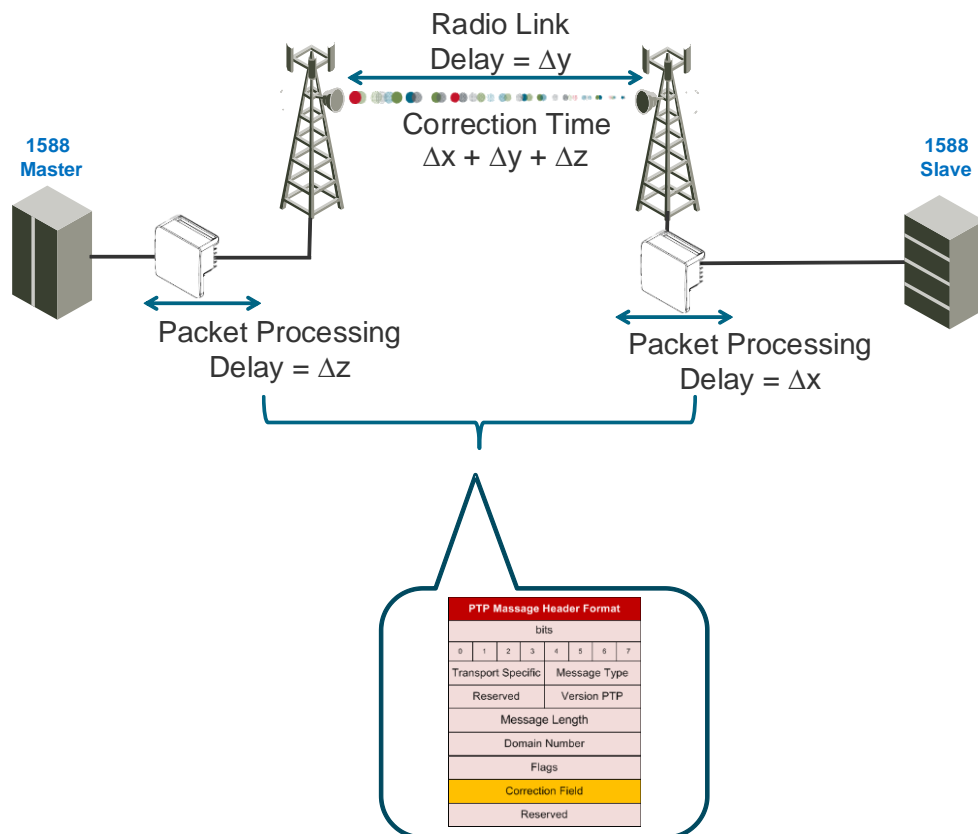 Radio Link
Delay = Δy
Correction Time
Δx + Δy + Δz
1588
Master
1588
Slave
Packet Processing
Delay = Δz
Packet Processing
Delay = Δx
PTP Massage Header Format
bits
0 1 2 3 4 5 6 7
Transport Specific Message Type
Reserved Version PTP
Message Length
Domain Number
Flags
Correction Field
Reserved